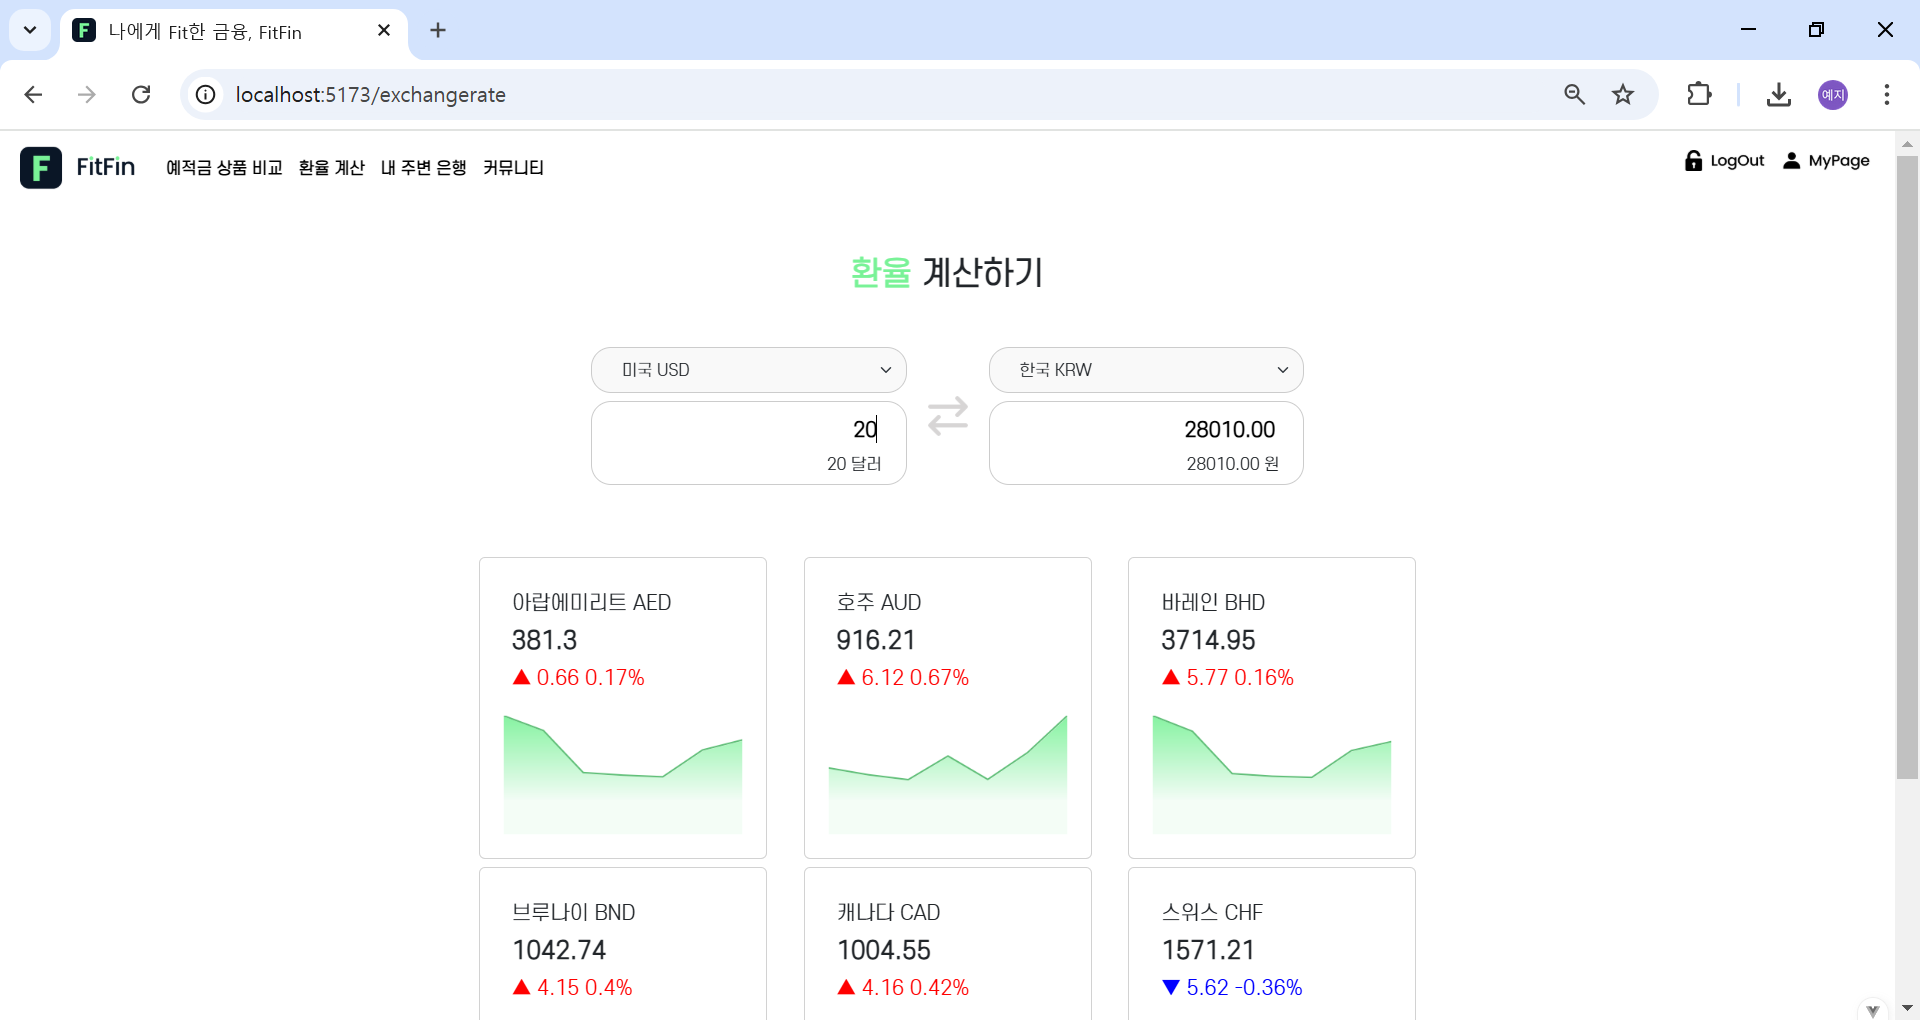 F 나에게 Fit한 금융, FitFin
localhost:5173/exchangerate
예지
F FitFin 예적금 상품 비교 환율 계산 내 주변 은행 커뮤니티 LogOut MyPage
환율 계산하기
미국 USD 한국 KRW
20 28010.00
20 달러 28010.00 원
아랍에미리트 AED
381.3
▲ 0.66 0.17%
호주 AUD
916.21
▲ 6.12 0.67%
바레인 BHD
3714.95
▲ 5.77 0.16%
브루나이 BND
1042.74
▲ 4.15 0.4%
캐나다 CAD
1004.55
▲ 4.16 0.42%
스위스 CHF
1571.21
▼ 5.62 -0.36%